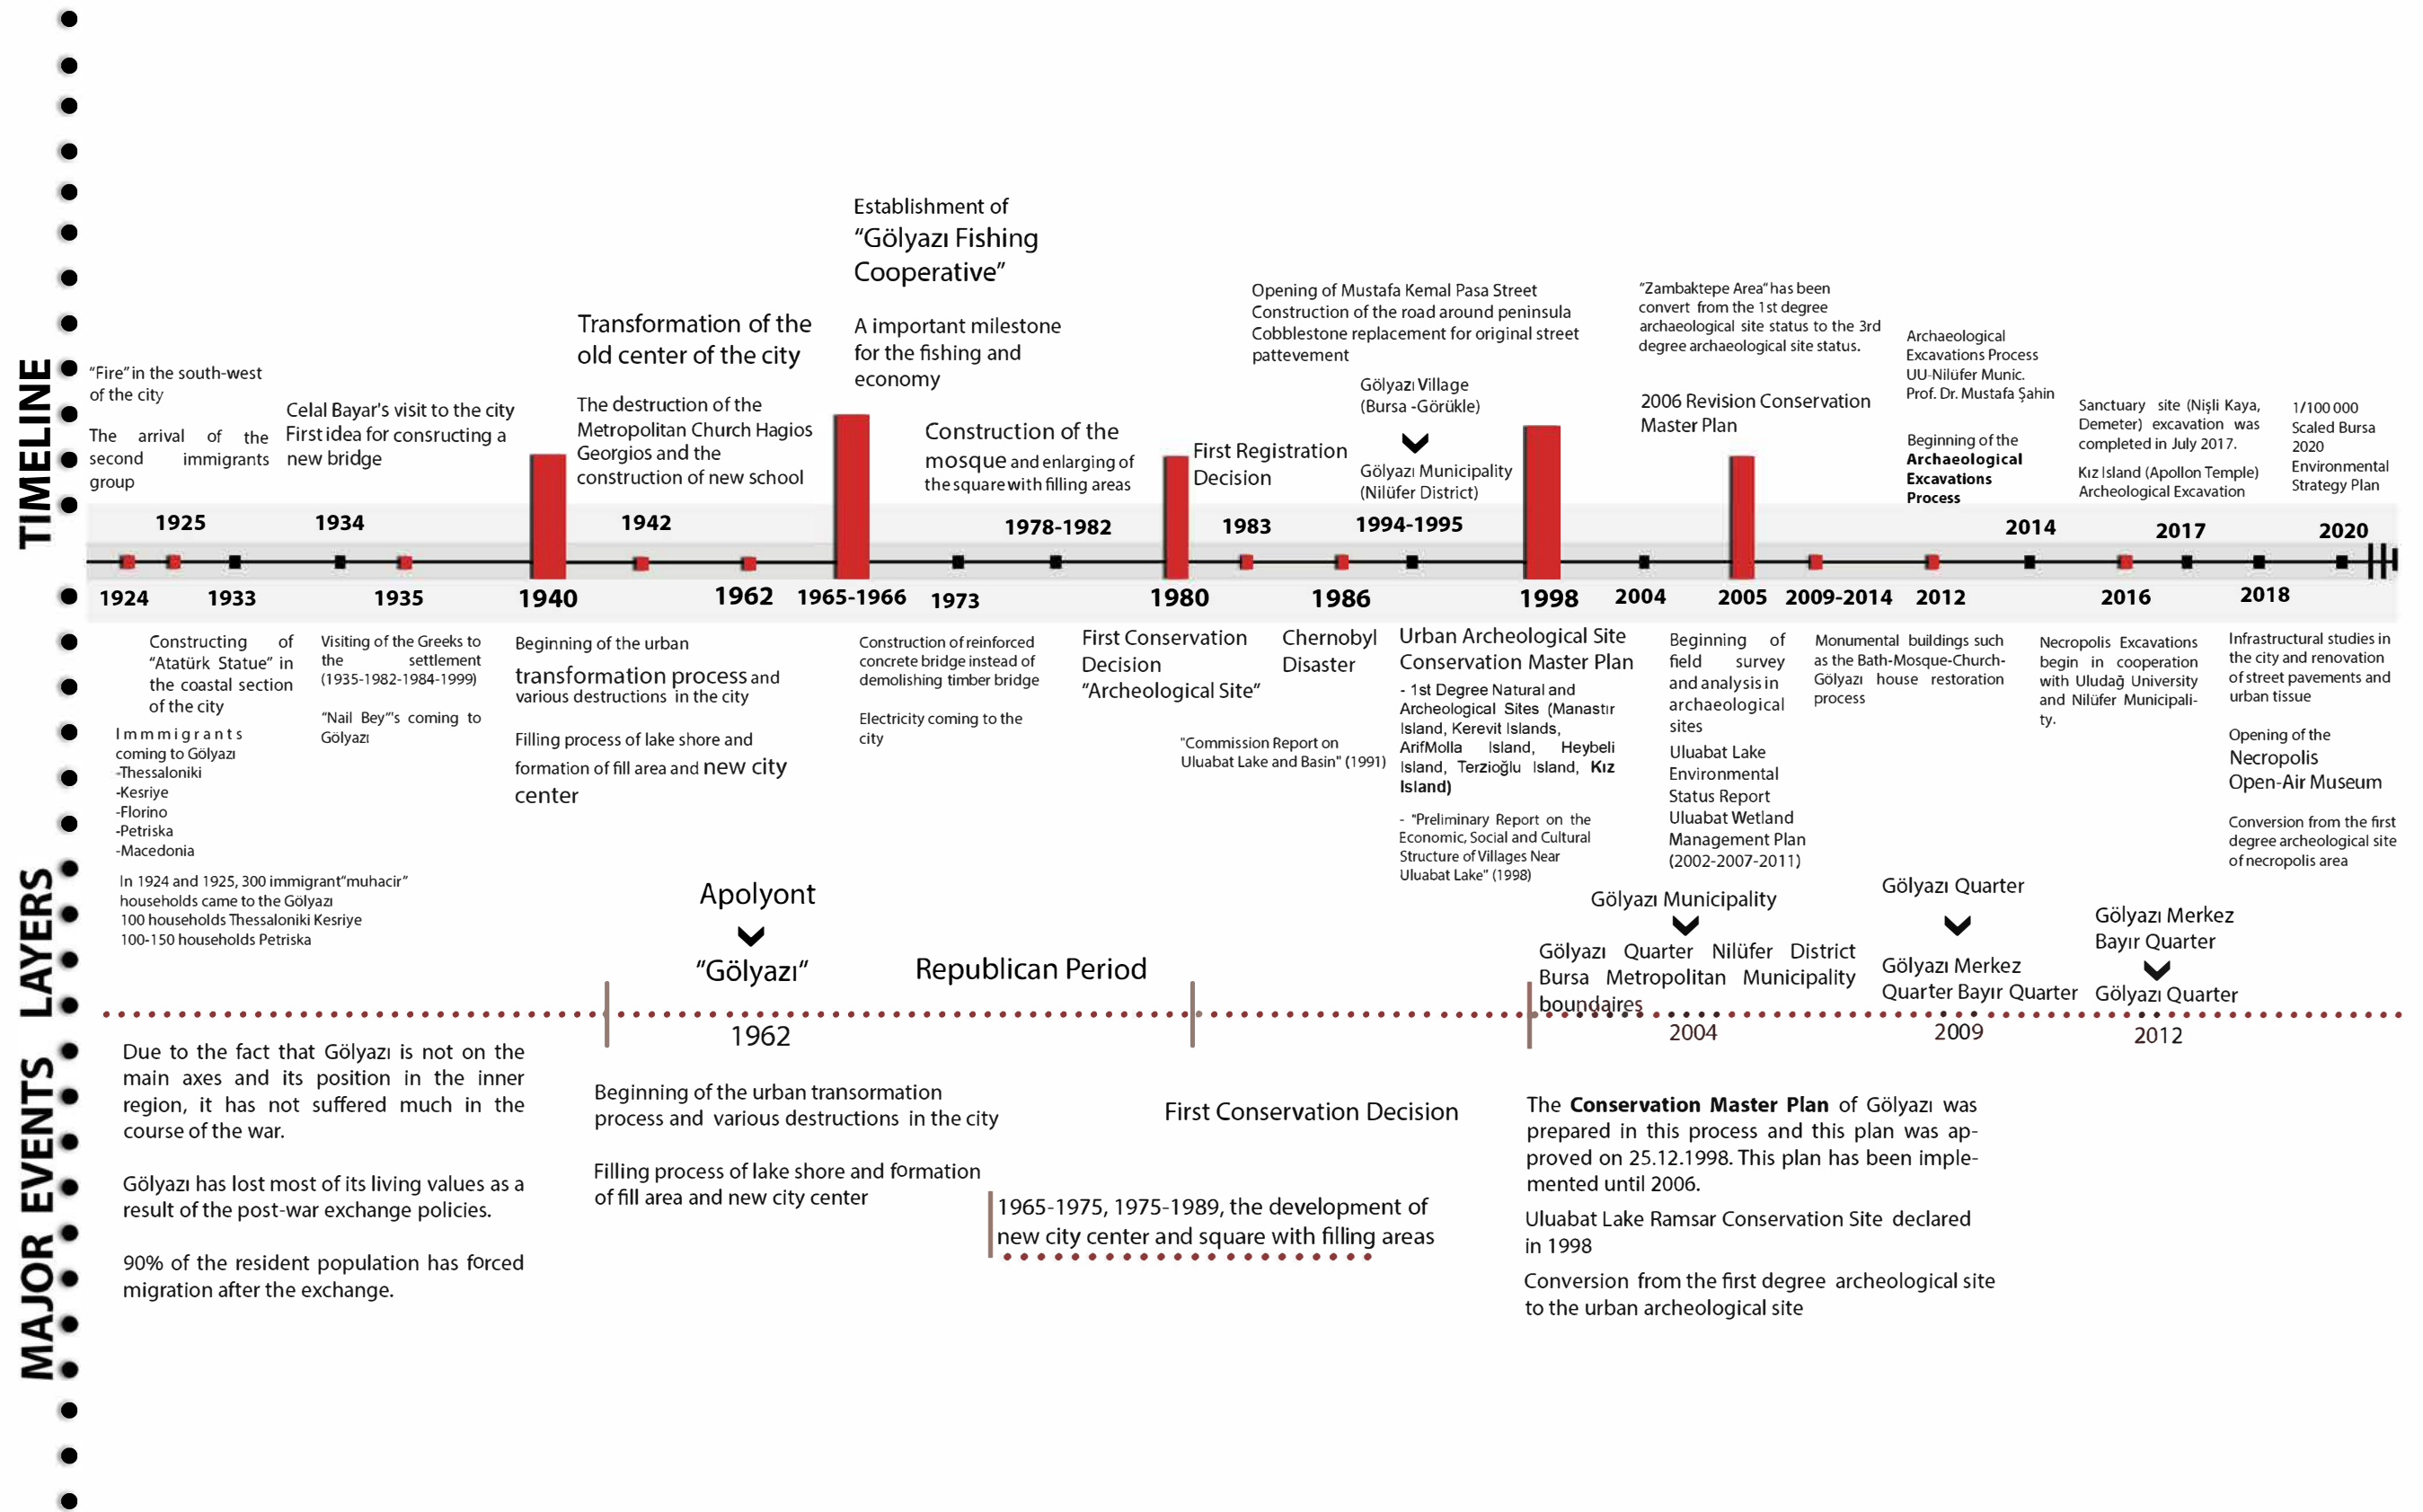 TIMELINE
"Fire" in the south-west
of the city
The arrival of the
second immigrants
group
Celal Bayar's visit to the city
First idea for consructing a
new bridge
Transformation of the
old center of the city
The destruction of the
Metropolitan Church Hagios
Georgios and the
construction of new school
Establishment of
"Gölyazı Fishing
Cooperative"
A important milestone
for the fishing and
economy
Construction of the
mosque and enlarging of
the square with filling areas
First Registration
Decision
Opening of Mustafa Kemal Pasa Street
Construction of the road around peninsula
Cobblestone replacement for original street
pattevement
Gölyazı Village
(Bursa -Görükle)
Gölyazı Municipality
(Nilüfer District)
"Zambaktepe Area" has been
convert from the 1st degree
archaeological site status to the 3rd
degree archaeological site status.
2006 Revision Conservation
Master Plan
Archaeological
Excavations Process
UU-Nilüfer Munic.
Prof. Dr. Mustafa Şahin
Beginning of the
Archaeological
Excavations
Process
Sanctuary site (Nişli Kaya,
Demeter) excavation was
completed in July 2017.
Kız Island (Apollon Temple)
Archeological Excavation
1/100 000
Scaled Bursa
2020
Environmental
Strategy Plan
1925
1934
1942
1978-1982
1983
1994-1995
2014
2017
2020
1924
1933
1935
1940
1962
1965-1966
1973
1980
1986
1998
2004
2005
2009-2014
2012
2016
2018
Constructing of
"Atatürk Statue" in
the coastal section
of the city
Immmigrants
coming to Gölyazı
-Thessaloniki
-Kesriye
-Florino
-Petriska
-Macedonia
In 1924 and 1925, 300 immigrant"muhacir"
households came to the Gölyazı
100 households Thessaloniki Kesriye
100-150 households Petriska
Visiting of the Greeks to
the settlement
(1935-1982-1984-1999)
"Nail Bey"'s coming to
Gölyazı
Beginning of the urban
transformation process and
various destructions in the city
Filling process of lake shore and
formation of fill area and new city
center
Construction of reinforced
concrete bridge instead of
demolishing timber bridge
Electricity coming to the
city
First Conservation
Decision
"Archeological Site"
Chernobyl
Disaster
"Commission Report on
Uluabat Lake and Basin" (1991)
Urban Archeological Site
Conservation Master Plan
- 1st Degree Natural and
Archeological Sites (Manastır
Island, Kerevit Islands,
ArifMolla Island, Heybeli
Island, Terzioğlu Island, Kız
Island)
- "Preliminary Report on the
Economic, Social and Cultural
Structure of Villages Near
Uluabat Lake" (1998)
Beginning of
field survey
and analysis in
archaeological
sites
Uluabat Lake
Environmental
Status Report
Uluabat Wetland
Management Plan
(2002-2007-2011)
Monumental buildings such
as the Bath-Mosque-Church-
Gölyazı house restoration
process
Necropolis Excavations
begin in cooperation
with Uludağ University
and Nilüfer Municipali-
ty.
Infrastructural studies in
the city and renovation
of street pavements and
urban tissue
Opening of the
Necropolis
Open-Air Museum
Conversion from the first
degree archeological site
of necropolis area
MAJOR EVENTS LAYERS
Apolyont
"Gölyazı"
Republican Period
Gölyazı Municipality
Gölyazı Quarter Nilüfer District
Bursa Metropolitan Municipality
boundaires
Gölyazı Quarter
Gölyazı Merkez
Quarter Bayır Quarter
Gölyazı Merkez
Bayır Quarter
Gölyazı Quarter
1962
2004
2009
2012
Due to the fact that Gölyazı is not on the
main axes and its position in the inner
region, it has not suffered much in the
course of the war.
Gölyazı has lost most of its living values as a
result of the post-war exchange policies.
90% of the resident population has forced
migration after the exchange.
Beginning of the urban transormation
process and various destructions in the city
Filling process of lake shore and formation
of fill area and new city center
1965-1975, 1975-1989, the development of
new city center and square with filling areas
First Conservation Decision
The Conservation Master Plan of Gölyazı was
prepared in this process and this plan was ap-
proved on 25.12.1998. This plan has been imple-
mented until 2006.
Uluabat Lake Ramsar Conservation Site declared
in 1998
Conversion from the first degree archeological site
to the urban archeological site